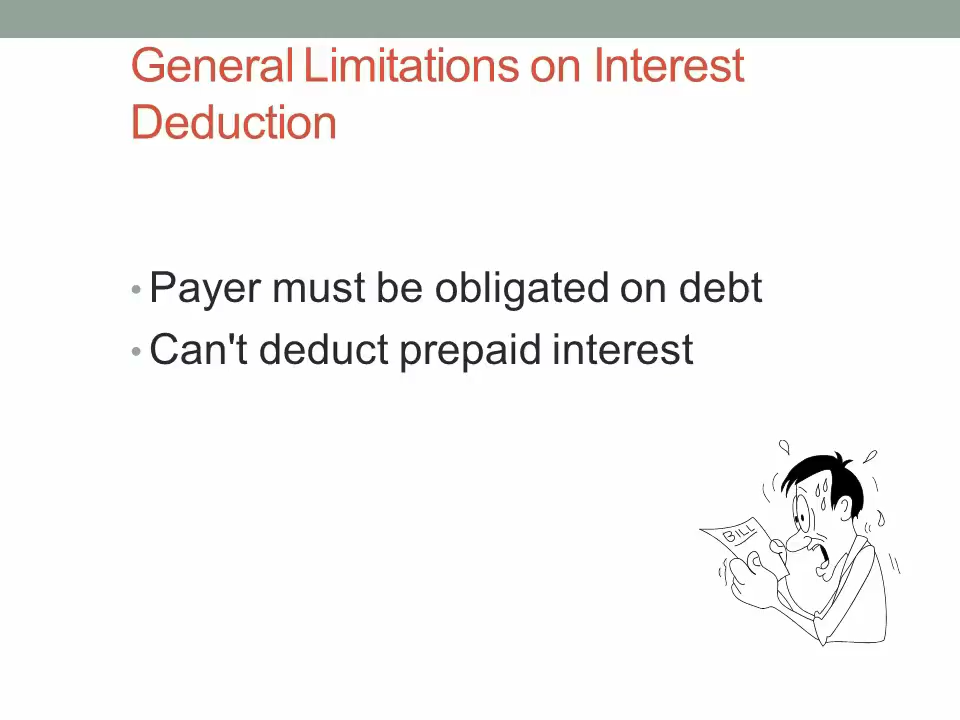 General Limitations on Interest
Deduction
• Payer must be obligated on debt
• Can't deduct prepaid interest
BILL